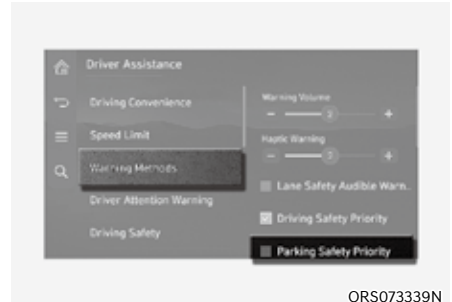 Driver Assistance
Driving Convenience
Speed Limit
Warning Methods
Driver Attention Warning
Driving Safety
Warning Volume
Haptic Warning
Lane Safety Audible Warn..
Driving Safety Priority
Parking Safety Priority
ORS073339N